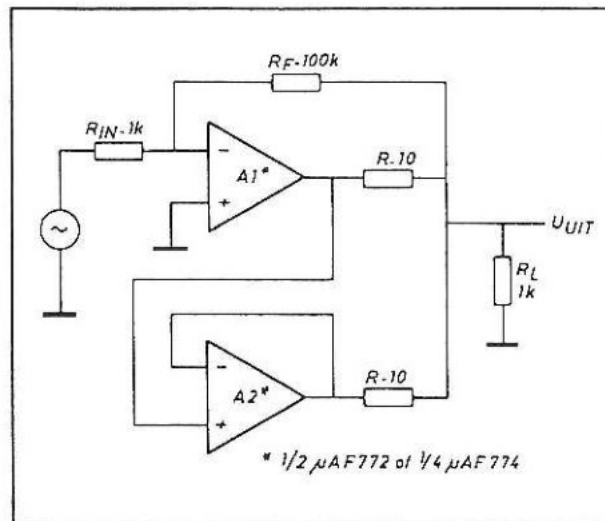 RF-100k
RIN-1k
-
A1*
+
R-10
UUIT
RL
1k
-
A2*
+
R-10
* 1/2 µAF772 of 1/4 µAF774